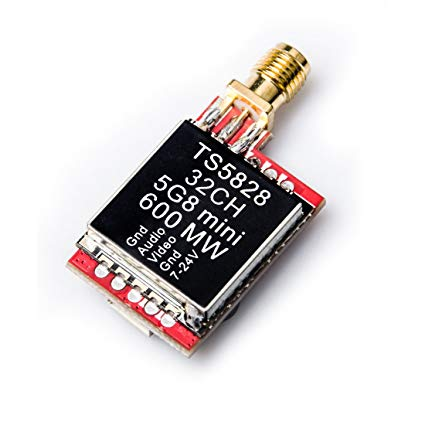 TS5828
32CH
5G8 mini
600 MW
Gnd
Audio
Video
Gnd
7-24V